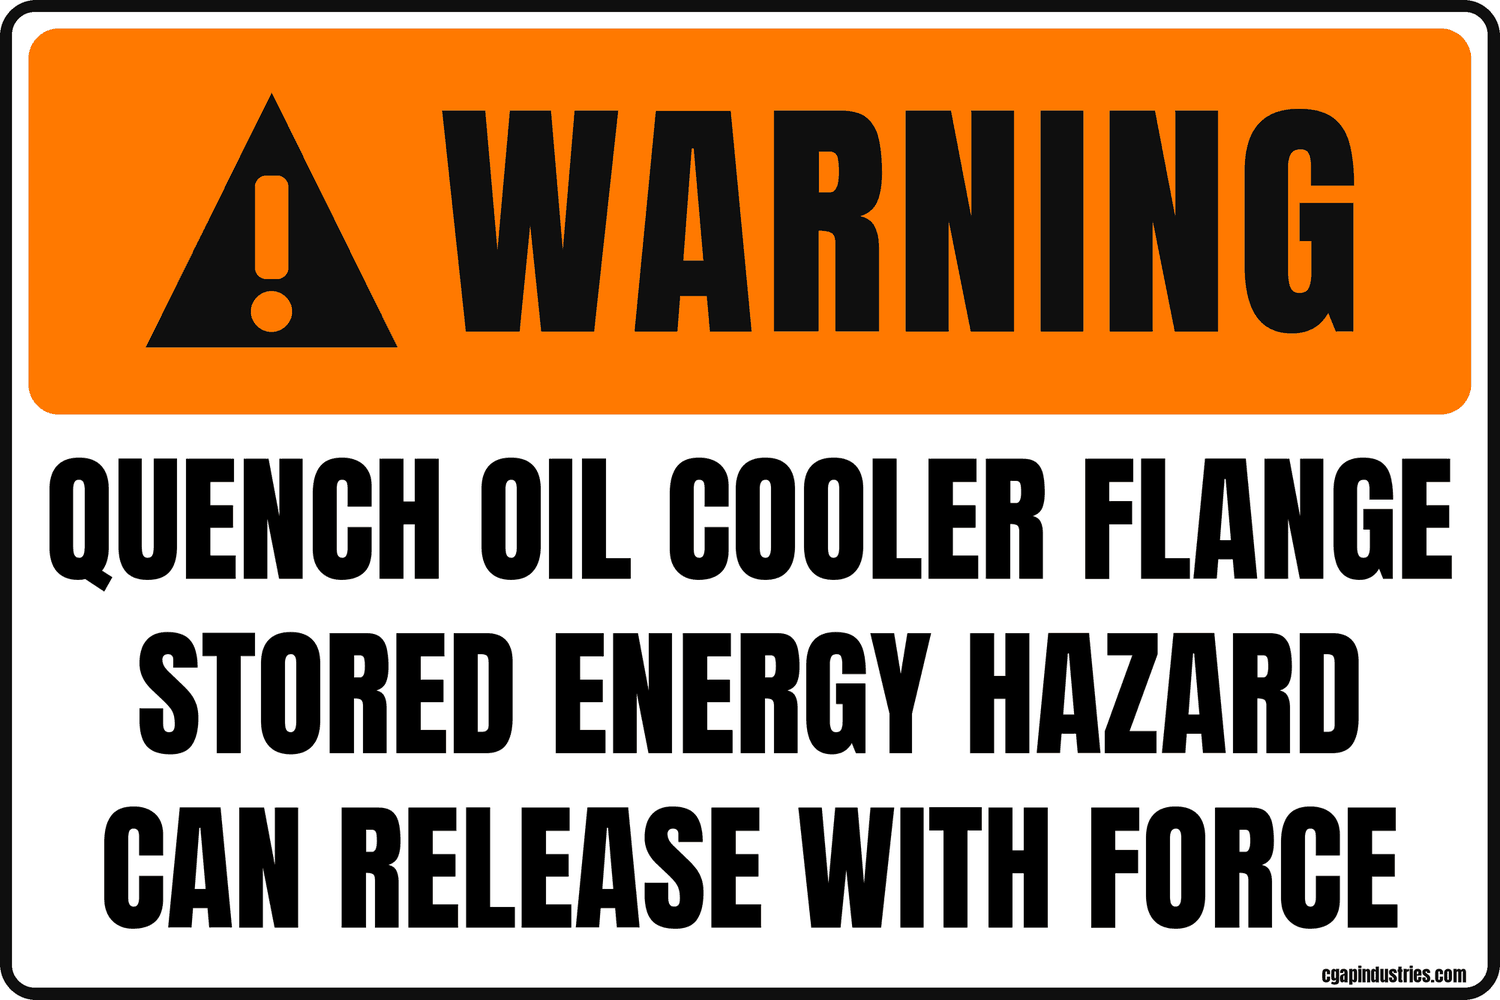 WARNING
QUENCH OIL COOLER FLANGE
STORED ENERGY HAZARD
CAN RELEASE WITH FORCE
cgapindustries.com